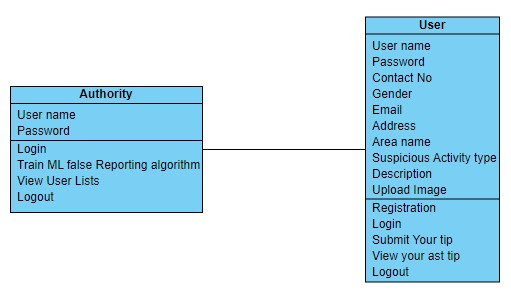 Authority
User name
Password
Login
Train ML false Reporting algorithm
View User Lists
Logout
User
User name
Password
Contact No
Gender
Email
Address
Area name
Suspicious Activity type
Description
Upload Image
Registration
Login
Submit Your tip
View your ast tip
Logout